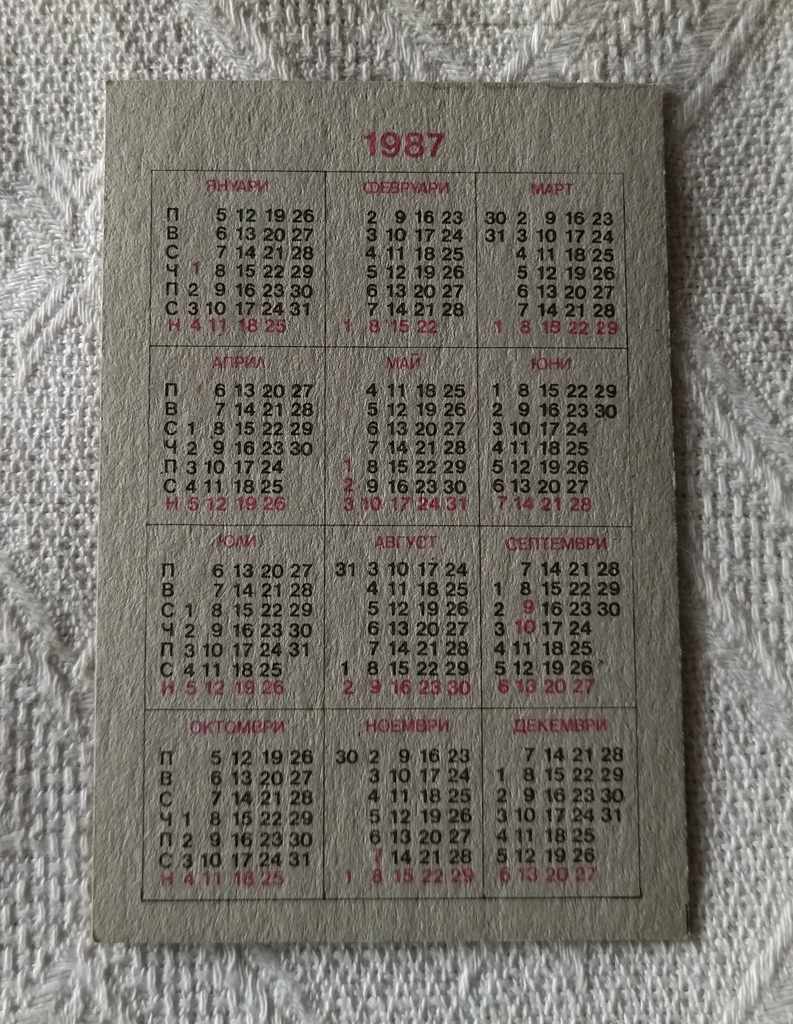 1987
ЯНУАРИ ФЕВРУАРИ МАРТ
П 5 12 19 26 2 9 16 23 30 2 9 16 23
В 6 13 20 27 3 10 17 24 31 3 10 17 24
С 7 14 21 28 4 11 18 25 4 11 18 25
Ч 1 8 15 22 29 5 12 19 26 5 12 19 26
П 2 9 16 23 30 6 13 20 27 6 13 20 27
С 3 10 17 24 31 7 14 21 28 7 14 21 28
Н 4 11 18 25 1 8 15 22 1 8 15 22 29
АПРИЛ МАЙ ЮНИ
П 6 13 20 27 4 11 18 25 1 8 15 22 29
В 7 14 21 28 5 12 19 26 2 9 16 23 30
С 1 8 15 22 29 6 13 20 27 3 10 17 24
Ч 2 9 16 23 30 7 14 21 28 4 11 18 25
П 3 10 17 24 1 8 15 22 29 5 12 19 26
С 4 11 18 25 2 9 16 23 30 6 13 20 27
Н 5 12 19 26 3 10 17 24 31 7 14 21 28
ЮЛИ АВГУСТ СЕПТЕМВРИ
П 6 13 20 27 31 3 10 17 24 7 14 21 28
В 7 14 21 28 4 11 18 25 1 8 15 22 29
С 1 8 15 22 29 5 12 19 26 2 9 16 23 30
Ч 2 9 16 23 30 6 13 20 27 3 10 17 24
П 3 10 17 24 31 7 14 21 28 4 11 18 25
С 4 11 18 25 1 8 15 22 29 5 12 19 26
Н 5 12 19 26 2 9 16 23 30 6 13 20 27
ОКТОМВРИ НОЕМВРИ ДЕКЕМВРИ
П 5 12 19 26 30 2 9 16 23 7 14 21 28
В 6 13 20 27 3 10 17 24 1 8 15 22 29
С 7 14 21 28 4 11 18 25 2 9 16 23 30
Ч 1 8 15 22 29 5 12 19 26 3 10 17 24 31
П 2 9 16 23 30 6 13 20 27 4 11 18 25
С 3 10 17 24 31 7 14 21 28 5 12 19 26
Н 4 11 18 25 1 8 15 22 29 6 13 20 27